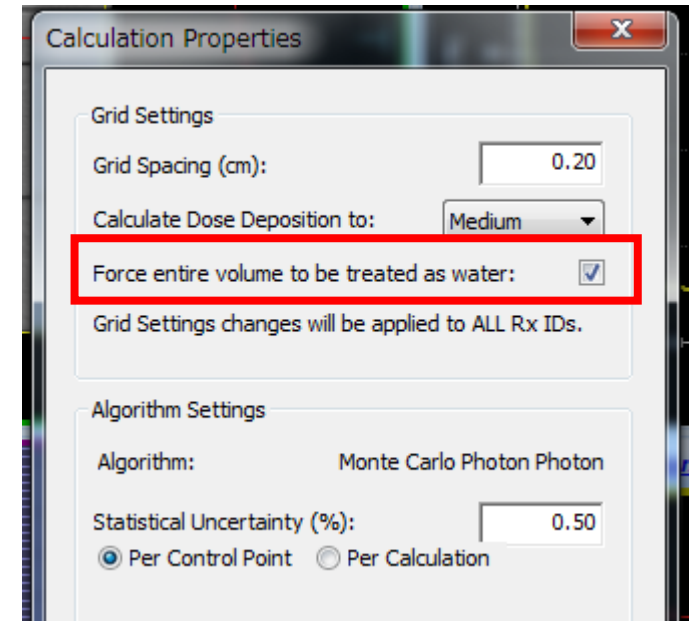 Calculation Properties
Grid Settings
Grid Spacing (cm): 0.20
Calculate Dose Deposition to: Medium
Force entire volume to be treated as water:
Grid Settings changes will be applied to ALL Rx IDs.
Algorithm Settings
Algorithm: Monte Carlo Photon Photon
Statistical Uncertainty (%): 0.50
Per Control Point Per Calculation